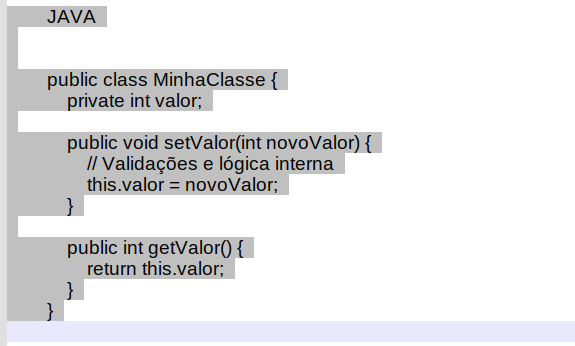 JAVA
public class MinhaClasse {
private int valor;
public void setValor(int novoValor) {
// Validações e lógica interna
this.valor = novoValor;
}
public int getValor() {
return this.valor;
}
}